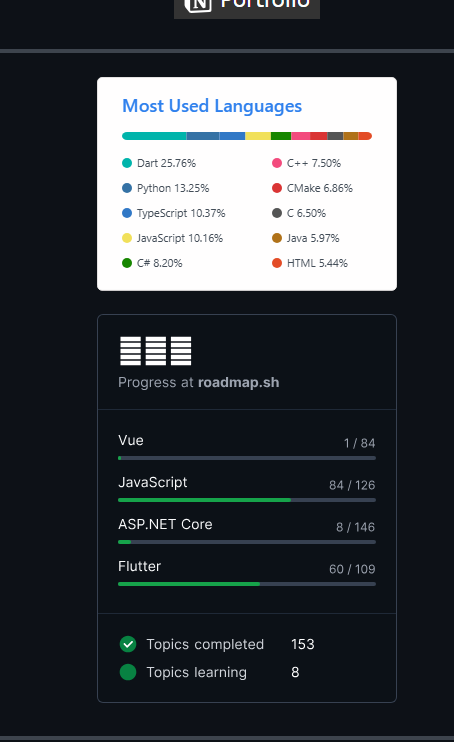 Portfolio
Most Used Languages
Dart 25.76%
Python 13.25%
TypeScript 10.37%
JavaScript 10.16%
C# 8.20%
C++ 7.50%
CMake 6.86%
C 6.50%
Java 5.97%
HTML 5.44%
Progress at roadmap.sh
Vue 1 / 84
JavaScript 84 / 126
ASP.NET Core 8 / 146
Flutter 60 / 109
Topics completed 153
Topics learning 8